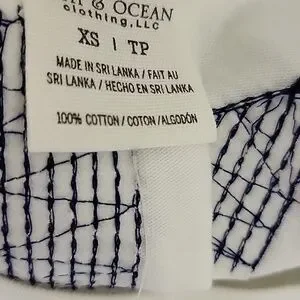 & OCEAN
clothing,LLC
XS | TP
MADE IN SRI LANKA / FAIT AU
SRI LANKA / HECHO EN SRI LANKA
100% COTTON / COTON / ALGODÓN